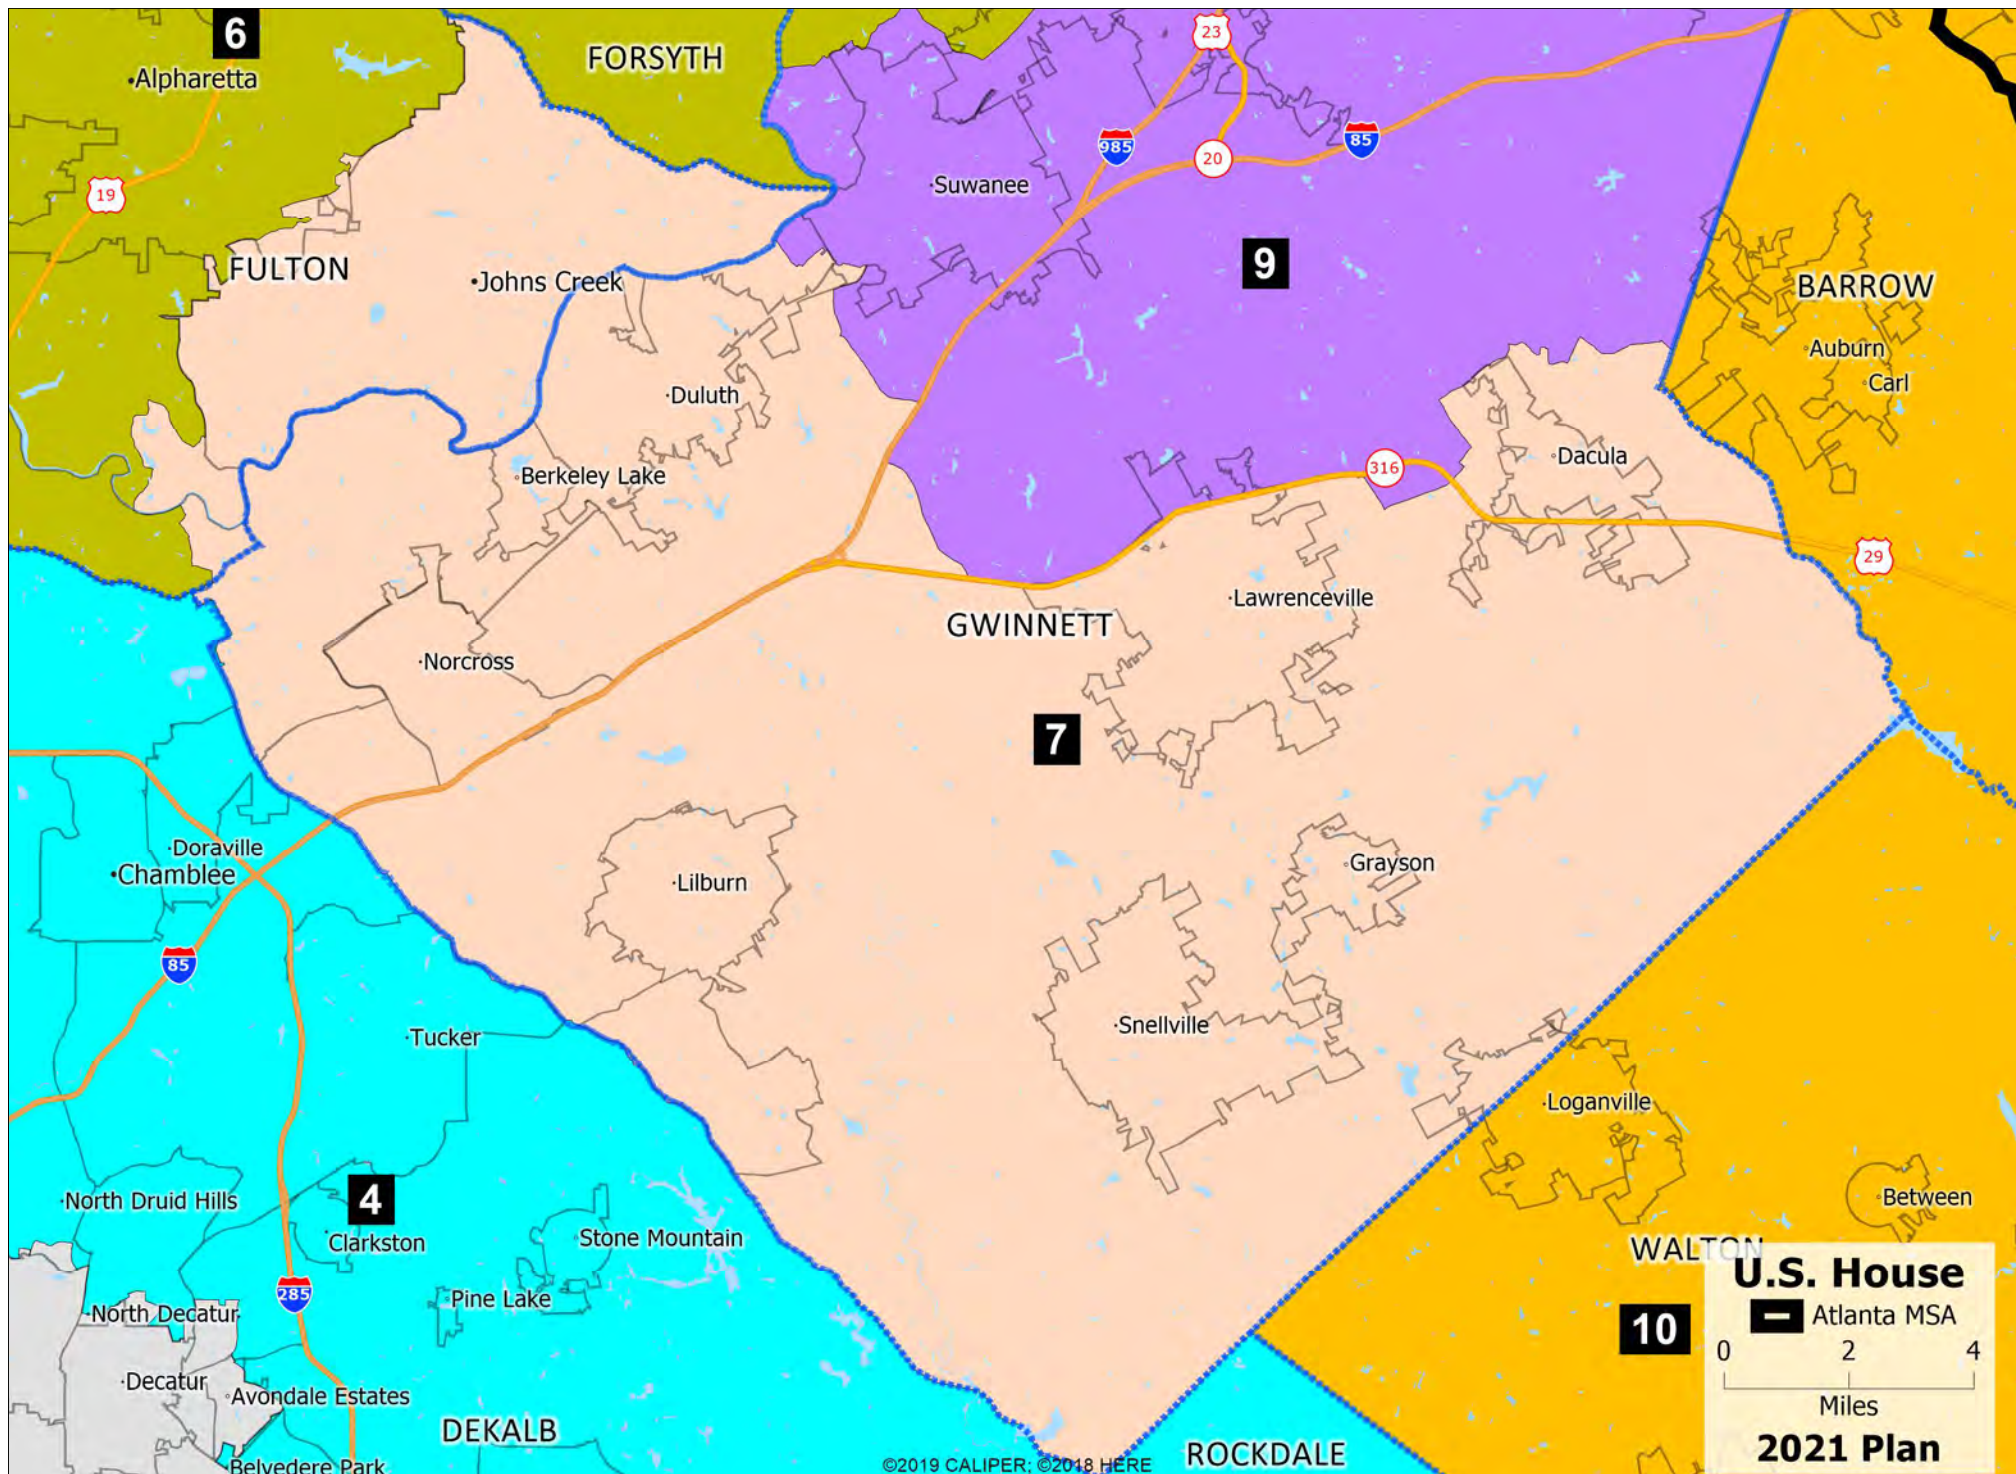 6
FORSYTH
23
Alpharetta
985
85
20
19
Suwanee
FULTON
Johns Creek
9
BARROW
Auburn
Carl
Duluth
Berkeley Lake
316
Dacula
29
Lawrenceville
GWINNETT
Norcross
7
Doraville
Chamblee
Lilburn
Grayson
85
Tucker
Snellville
Loganville
North Druid Hills
4
Clarkston
Stone Mountain
Between
WALTON
285
Pine Lake
North Decatur
10
Decatur
Avondale Estates
DEKALB
ROCKDALE
Belvedere Park
©2019 CALIPER; ©2018 HERE
U.S. House
Atlanta MSA
0 2 4
Miles
2021 Plan